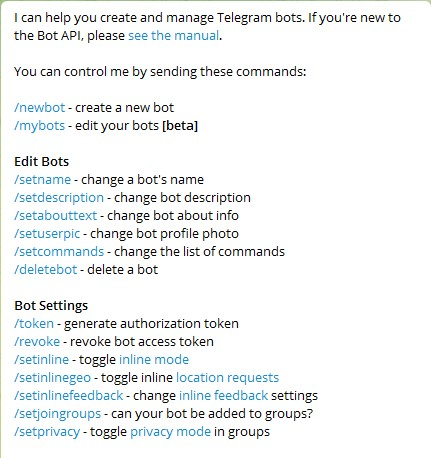 I can help you create and manage Telegram bots. If you're new to
the Bot API, please see the manual.
You can control me by sending these commands:
/newbot - create a new bot
/mybots - edit your bots [beta]
Edit Bots
/setname - change a bot's name
/setdescription - change bot description
/setabouttext - change bot about info
/setuserpic - change bot profile photo
/setcommands - change the list of commands
/deletebot - delete a bot
Bot Settings
/token - generate authorization token
/revoke - revoke bot access token
/setinline - toggle inline mode
/setinlinegeo - toggle inline location requests
/setinlinefeedback - change inline feedback settings
/setjoingroups - can your bot be added to groups?
/setprivacy - toggle privacy mode in groups